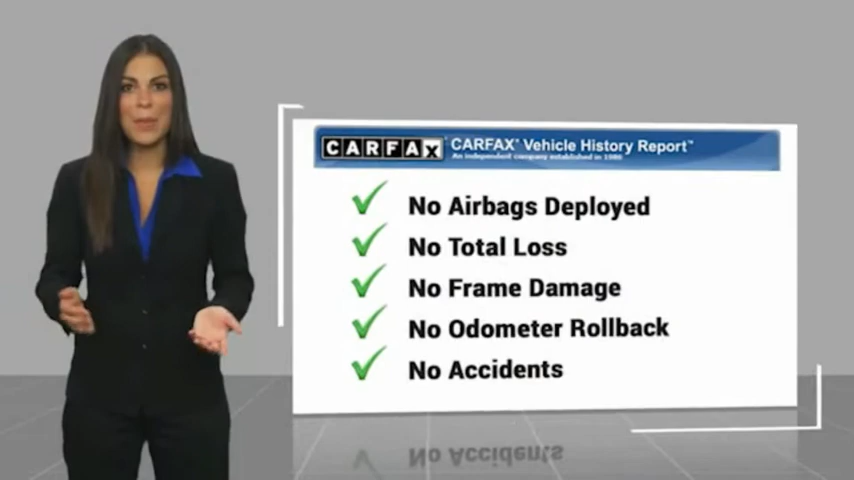 CARFAX
CARFAX® Vehicle History Report™
An independent company established in 1986
No Airbags Deployed
No Total Loss
No Frame Damage
No Odometer Rollback
No Accidents
No Accidents